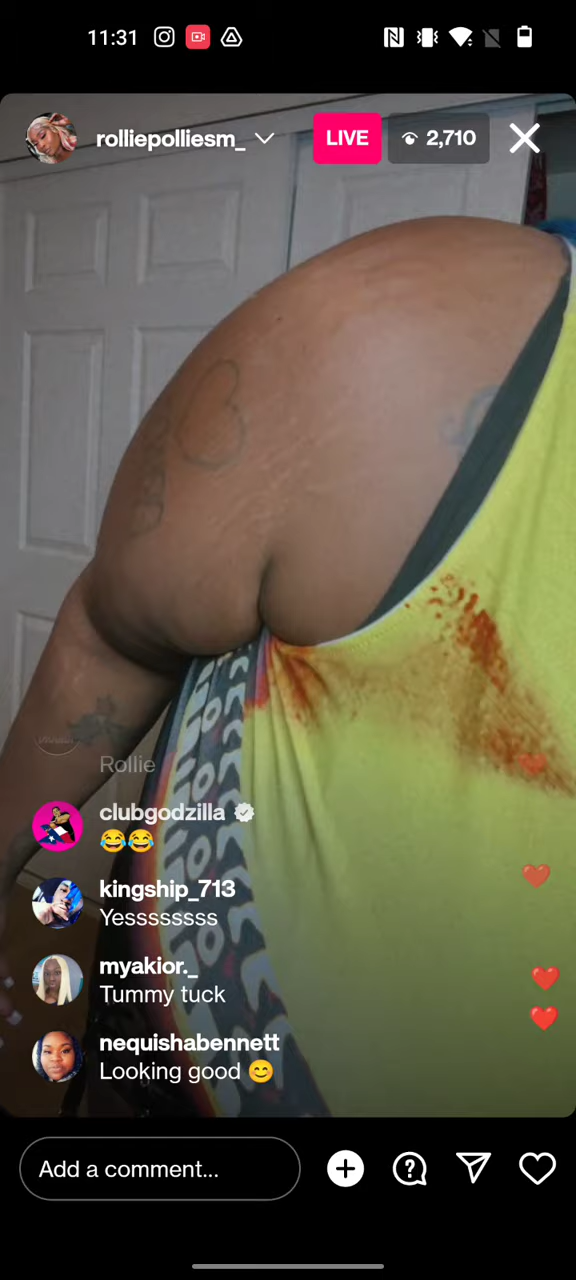 11:31
rolliepolliesm_
LIVE
2,710
Rollie
clubgodzilla
😂😂
kingship_713
Yessssssss
myakior._
Tummy tuck
nequishabennett
Looking good 😊
Add a comment...